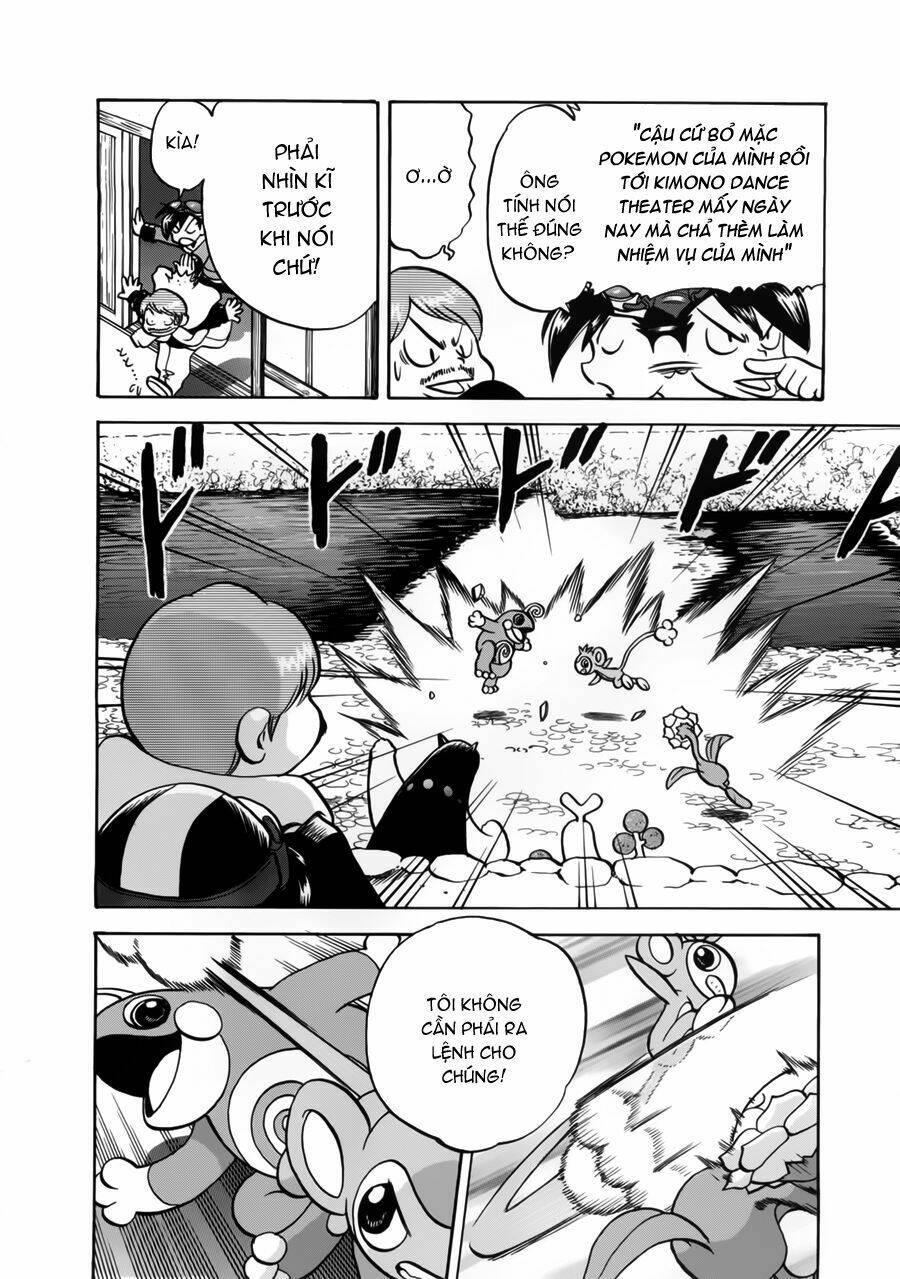 "CẬU CỨ BỎ MẶC
POKEMON CỦA MÌNH RỒI
TỚI KIMONO DANCE
THEATER MẤY NGÀY
NAY MÀ CHẢ THÈM LÀM
NHIỆM VỤ CỦA MÌNH"
ÔNG
TÍNH NÓI
THẾ ĐÚNG
KHÔNG?
Ơ...Ờ
PHẢI
NHÌN KĨ
TRƯỚC
KHI NÓI
CHỨ!
KÌA!
ド ド ド ド ド
TÔI KHÔNG
CẦN PHẢI RA
LỆNH CHO
CHÚNG!